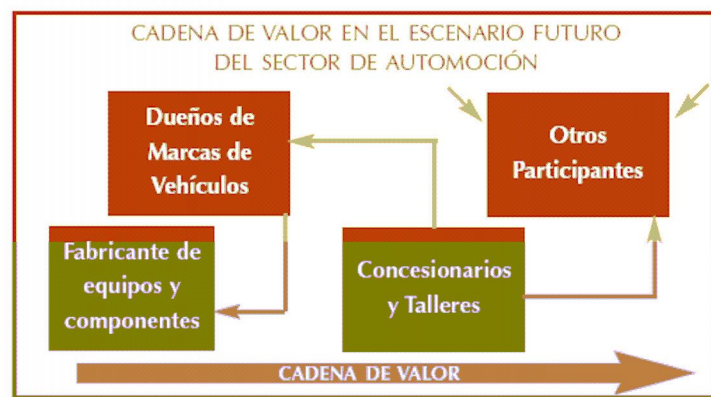 CADENA DE VALOR EN EL ESCENARIO FUTURO
DEL SECTOR DE AUTOMOCIÓN
Dueños de
Marcas de
Vehículos
Otros
Participantes
Fabricante de
equipos y
componentes
Concesionarios
y Talleres
CADENA DE VALOR